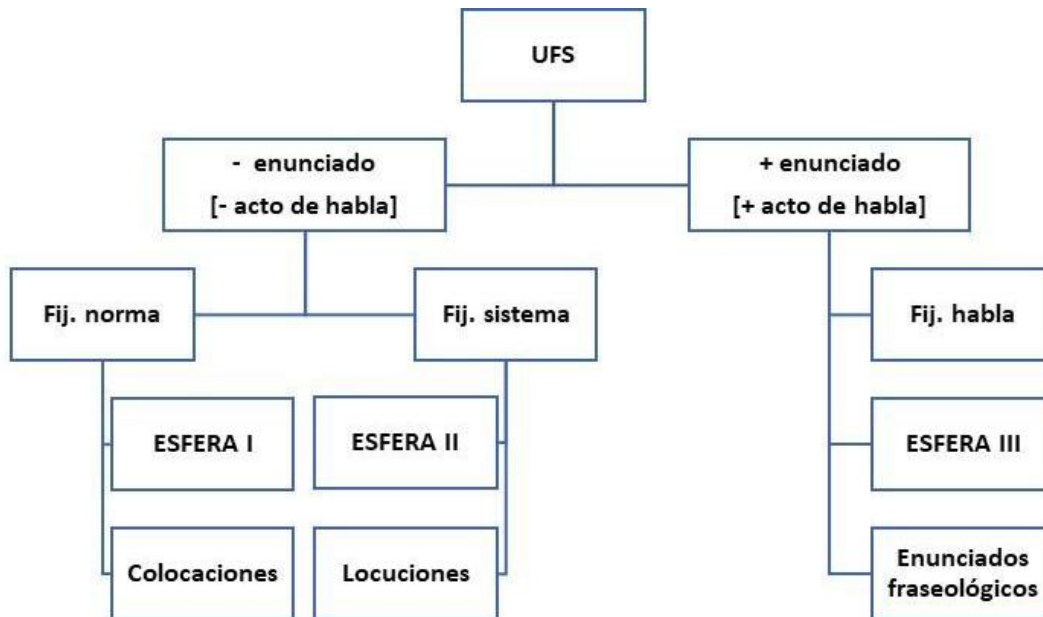 UFS
- enunciado
[- acto de habla]
+ enunciado
[+ acto de habla]
Fij. norma
Fij. sistema
Fij. habla
ESFERA I
ESFERA II
ESFERA III
Colocaciones
Locuciones
Enunciados
fraseológicos